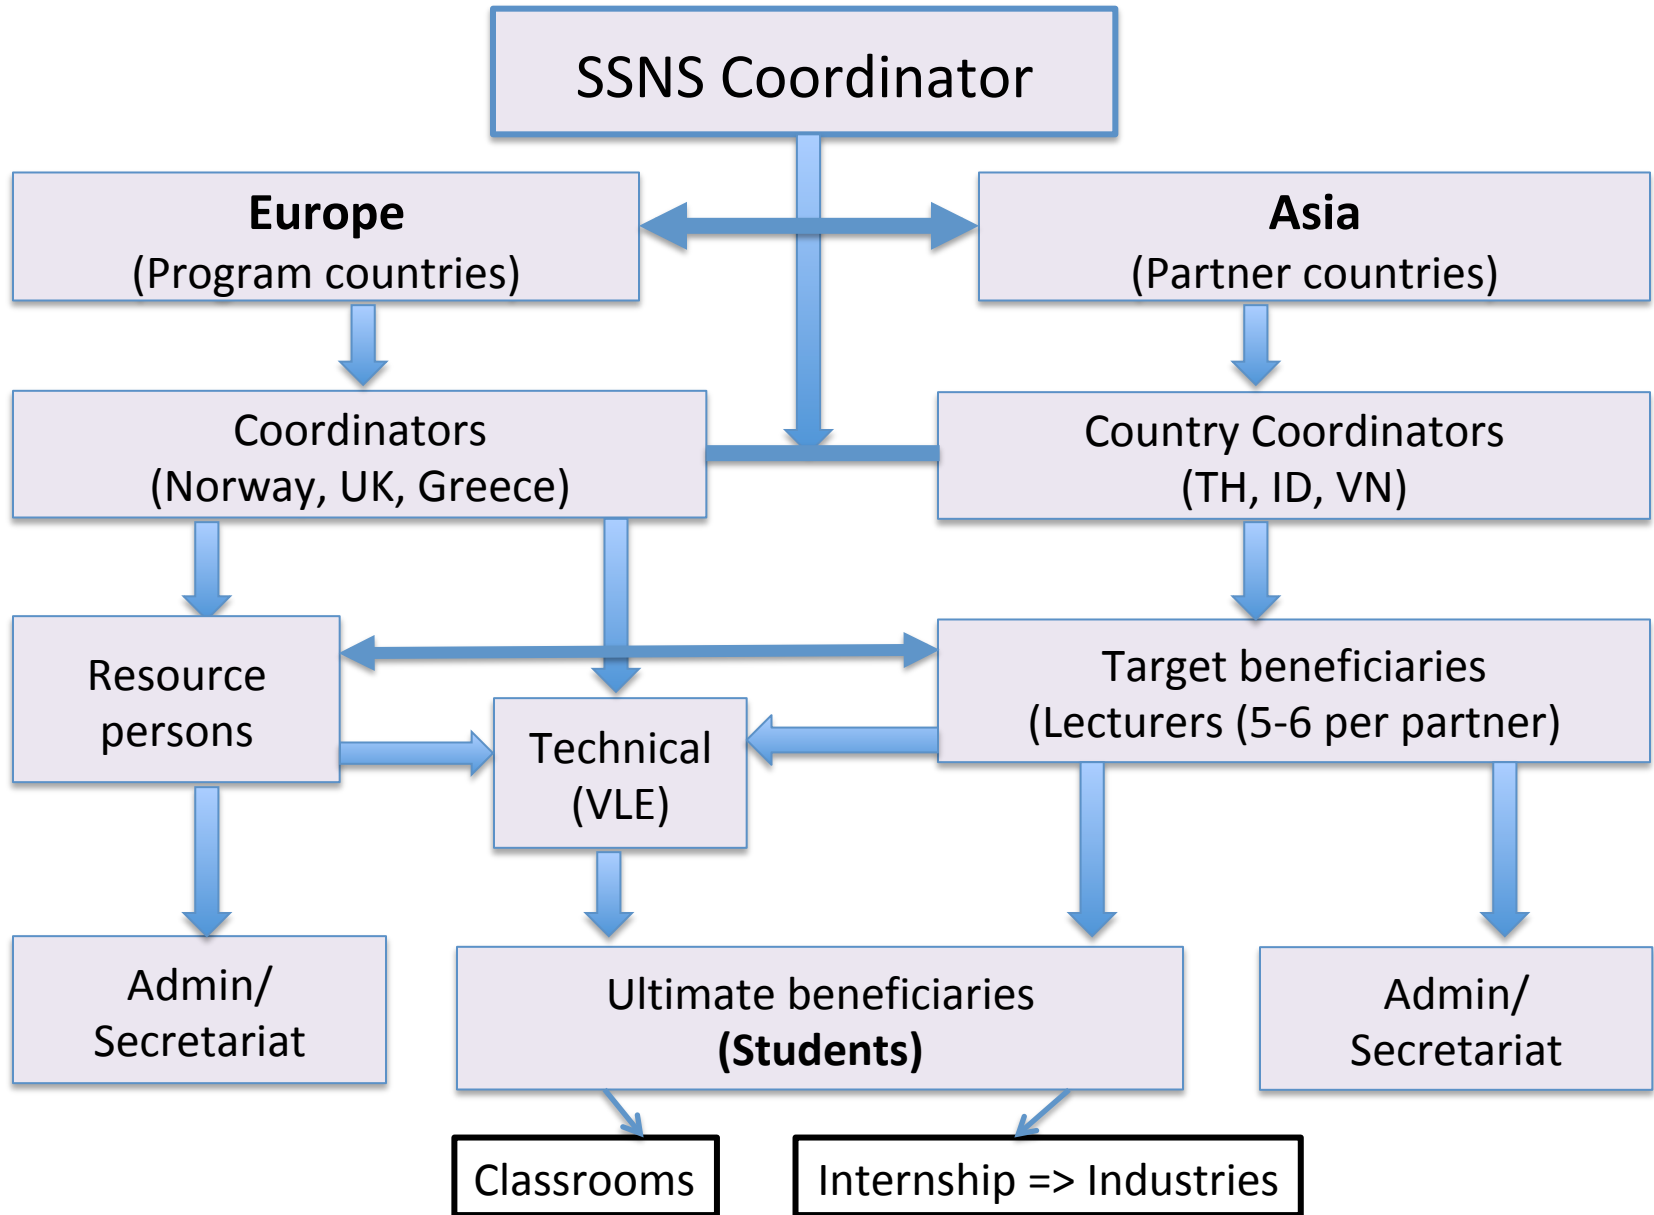 SSNS Coordinator
Europe
(Program countries)
Asia
(Partner countries)
Coordinators
(Norway, UK, Greece)
Country Coordinators
(TH, ID, VN)
Resource
persons
Technical
(VLE)
Target beneficiaries
(Lecturers (5-6 per partner)
Admin/
Secretariat
Ultimate beneficiaries
(Students)
Admin/
Secretariat
Classrooms
Internship => Industries